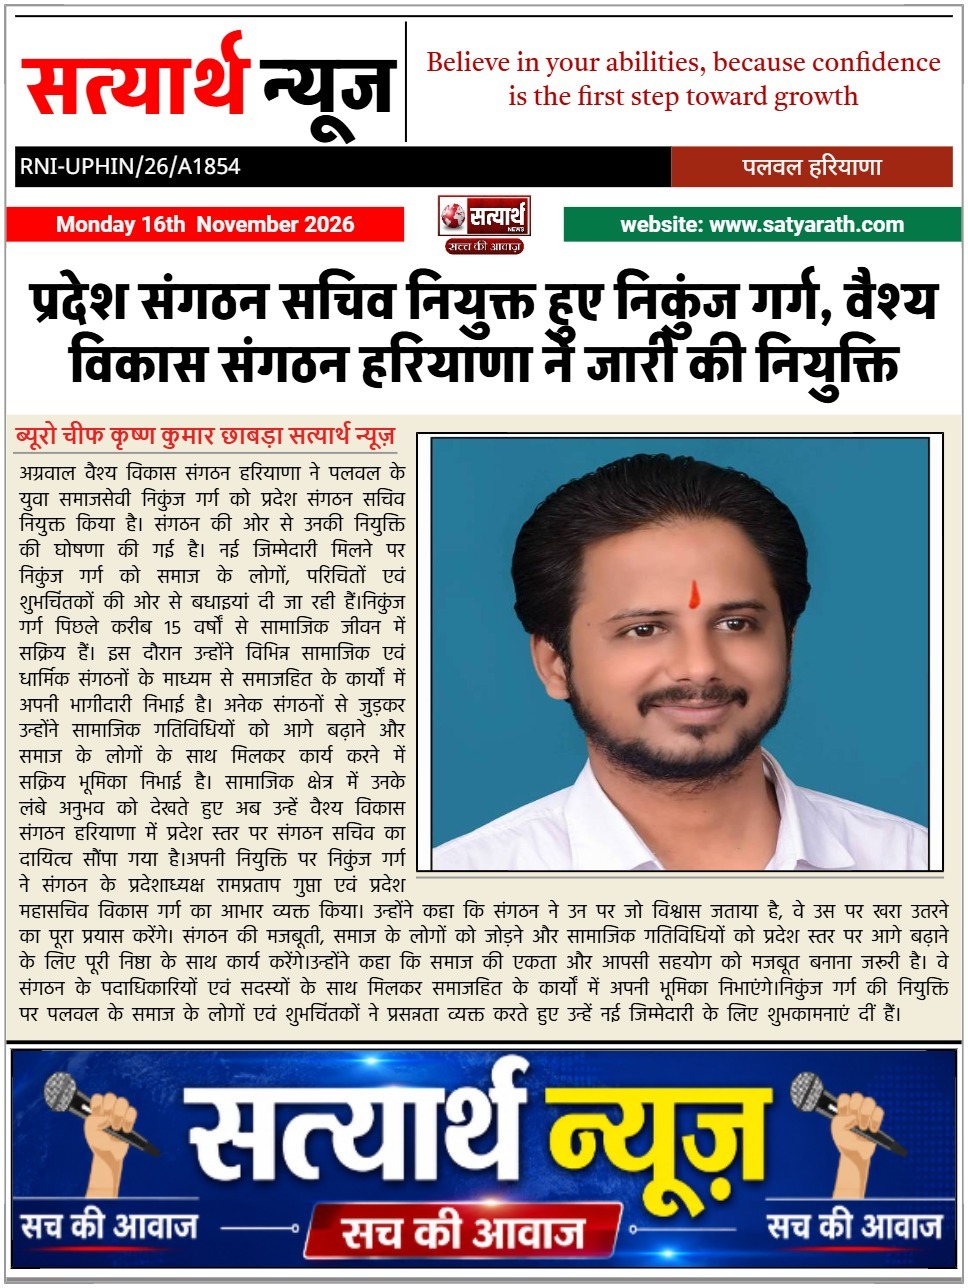 सत्यार्थ न्यूज
Believe in your abilities, because confidence
is the first step toward growth
RNI-UPHIN/26/A1854
पलवल हरियाणा
Monday 16th November 2026
सत्यार्थ
NEWS
सच्च की आवाज़
website: www.satyarath.com
प्रदेश संगठन सचिव नियुक्त हुए निकुंज गर्ग, वैश्य
विकास संगठन हरियाणा ने जारी की नियुक्ति
ब्यूरो चीफ कृष्ण कुमार छाबड़ा सत्यार्थ न्यूज़
अग्रवाल वैश्य विकास संगठन हरियाणा ने पलवल के
युवा समाजसेवी निकुंज गर्ग को प्रदेश संगठन सचिव
नियुक्त किया है। संगठन की ओर से उनकी नियुक्ति
की घोषणा की गई है। नई जिम्मेदारी मिलने पर
निकुंज गर्ग को समाज के लोगों, परिचितों एवं
शुभचिंतकों की ओर से बधाइयां दी जा रही हैं।निकुंज
गर्ग पिछले करीब 15 वर्षों से सामाजिक जीवन में
सक्रिय हैं। इस दौरान उन्होंने विभिन्न सामाजिक एवं
धार्मिक संगठनों के माध्यम से समाजहित के कार्यों में
अपनी भागीदारी निभाई है। अनेक संगठनों से जुड़कर
उन्होंने सामाजिक गतिविधियों को आगे बढ़ाने और
समाज के लोगों के साथ मिलकर कार्य करने में
सक्रिय भूमिका निभाई है। सामाजिक क्षेत्र में उनके
लंबे अनुभव को देखते हुए अब उन्हें वैश्य विकास
संगठन हरियाणा में प्रदेश स्तर पर संगठन सचिव का
दायित्व सौंपा गया है।अपनी नियुक्ति पर निकुंज गर्ग
ने संगठन के प्रदेशाध्यक्ष रामप्रताप गुप्ता एवं प्रदेश
महासचिव विकास गर्ग का आभार व्यक्त किया। उन्होंने कहा कि संगठन ने उन पर जो विश्वास जताया है, वे उस पर खरा उतरने
का पूरा प्रयास करेंगे। संगठन की मजबूती, समाज के लोगों को जोड़ने और सामाजिक गतिविधियों को प्रदेश स्तर पर आगे बढ़ाने
के लिए पूरी निष्ठा के साथ कार्य करेंगे।उन्होंने कहा कि समाज की एकता और आपसी सहयोग को मजबूत बनाना जरूरी है। वे
संगठन के पदाधिकारियों एवं सदस्यों के साथ मिलकर समाजहित के कार्यों में अपनी भूमिका निभाएंगे।निकुंज गर्ग की नियुक्ति
पर पलवल के समाज के लोगों एवं शुभचिंतकों ने प्रसन्नता व्यक्त करते हुए उन्हें नई जिम्मेदारी के लिए शुभकामनाएं दीं हैं।
सत्यार्थ न्यूज़
सच की आवाज
सच की आवाज
सच की आवाज